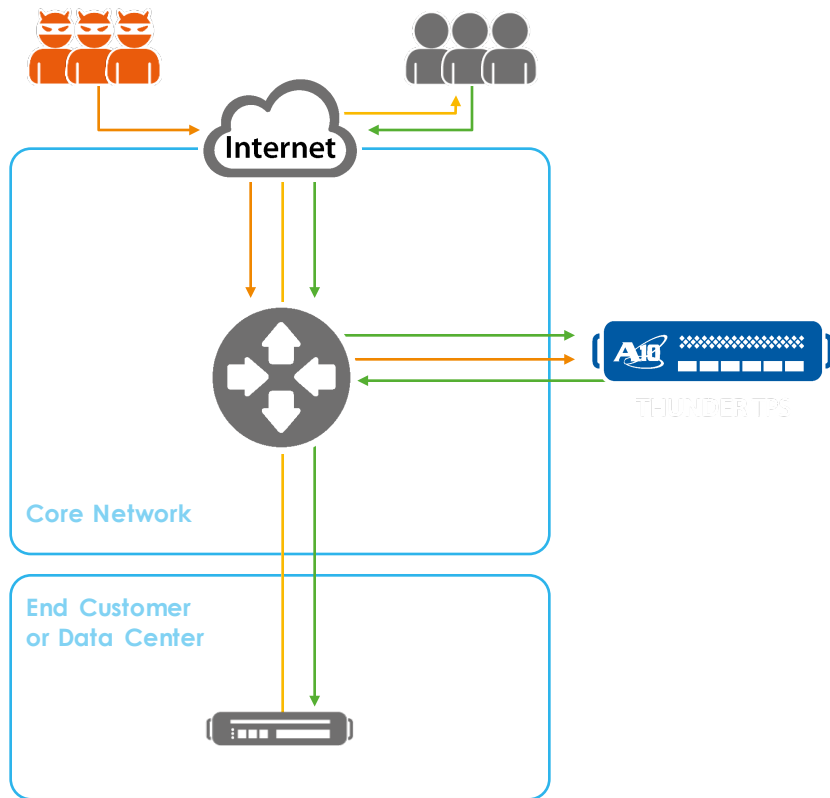 Internet
A10
THUNDER TPS
Core Network
End Customer
or Data Center